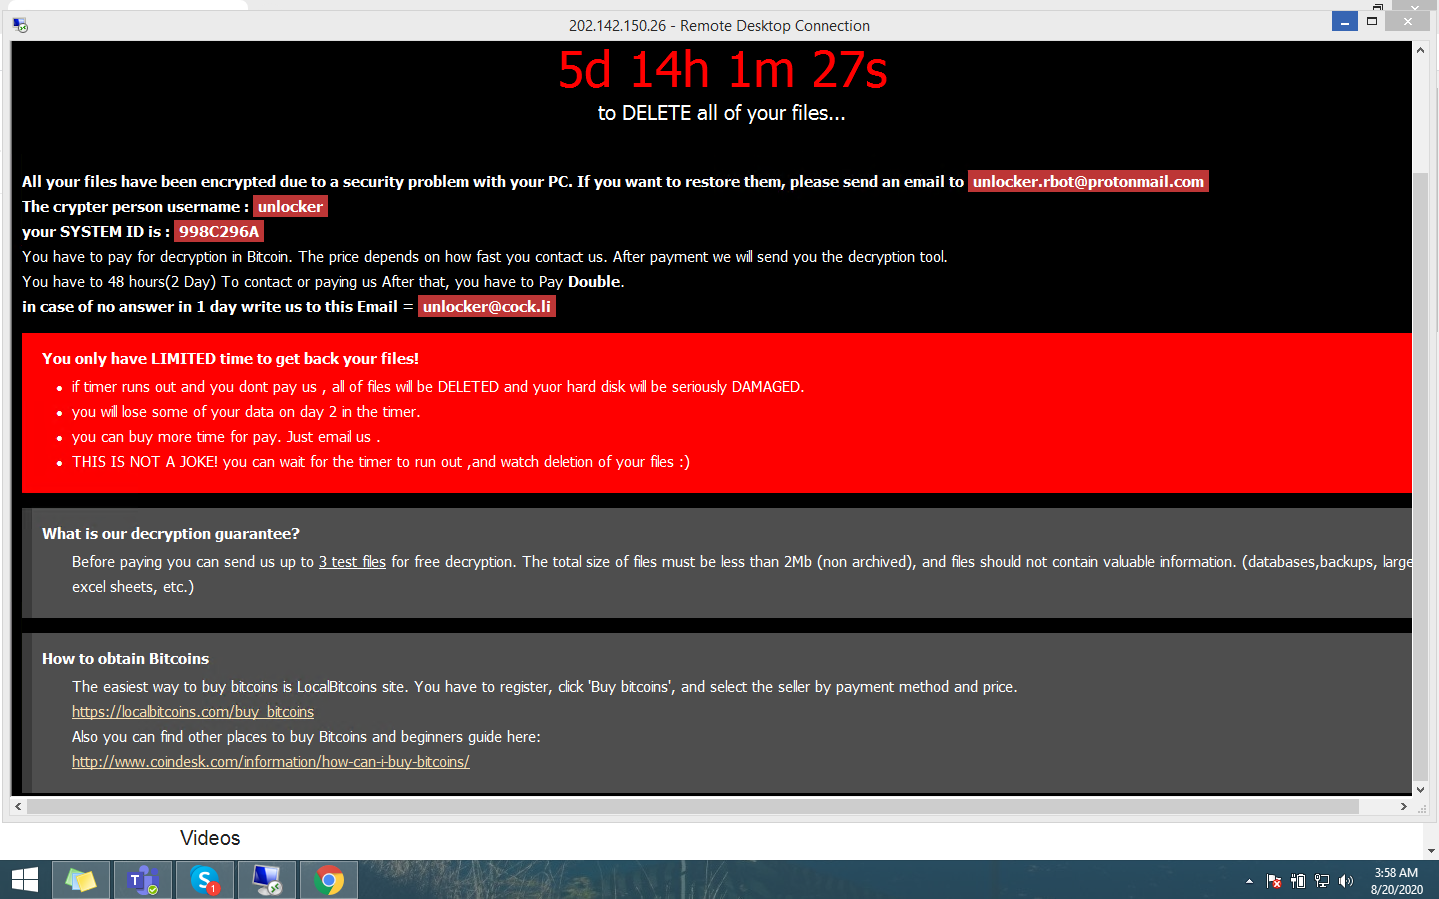 202.142.150.26 - Remote Desktop Connection
5d 14h 1m 27s
to DELETE all of your files...
All your files have been encrypted due to a security problem with your PC. If you want to restore them, please send an email to unlocker.rbot@protonmail.com
The crypter person username : unlocker
your SYSTEM ID is : 998C296A
You have to pay for decryption in Bitcoin. The price depends on how fast you contact us. After payment we will send you the decryption tool.
You have to 48 hours(2 Day) To contact or paying us After that, you have to Pay Double.
in case of no answer in 1 day write us to this Email = unlocker@cock.li
You only have LIMITED time to get back your files!
• if timer runs out and you dont pay us , all of files will be DELETED and yuor hard disk will be seriously DAMAGED.
• you will lose some of your data on day 2 in the timer.
• you can buy more time for pay. Just email us .
• THIS IS NOT A JOKE! you can wait for the timer to run out ,and watch deletion of your files :)
What is our decryption guarantee?
Before paying you can send us up to 3 test files for free decryption. The total size of files must be less than 2Mb (non archived), and files should not contain valuable information. (databases,backups, large
excel sheets, etc.)
How to obtain Bitcoins
The easiest way to buy bitcoins is LocalBitcoins site. You have to register, click 'Buy bitcoins', and select the seller by payment method and price.
https://localbitcoins.com/buy_bitcoins
Also you can find other places to buy Bitcoins and beginners guide here:
http://www.coindesk.com/information/how-can-i-buy-bitcoins/
Videos
T
S
1
3:58 AM
8/20/2020